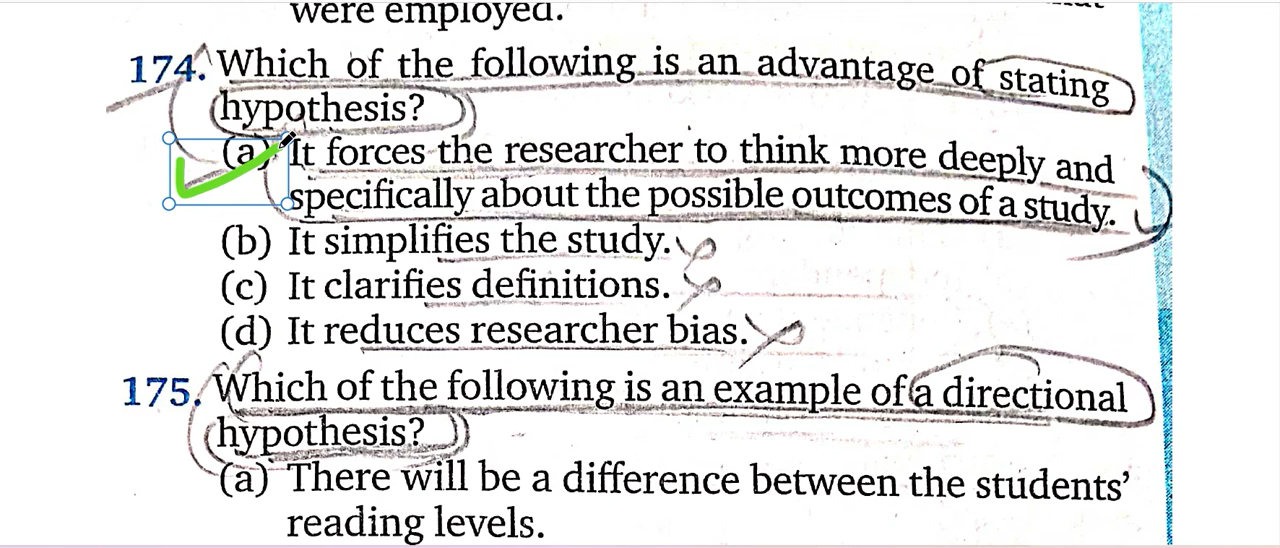 were employed.
174. Which of the following is an advantage of stating
hypothesis?
(a) It forces the researcher to think more deeply and
specifically about the possible outcomes of a study.
(b) It simplifies the study.
(c) It clarifies definitions.
(d) It reduces researcher bias.
175. Which of the following is an example of a directional
hypothesis?
(a) There will be a difference between the students'
reading levels.